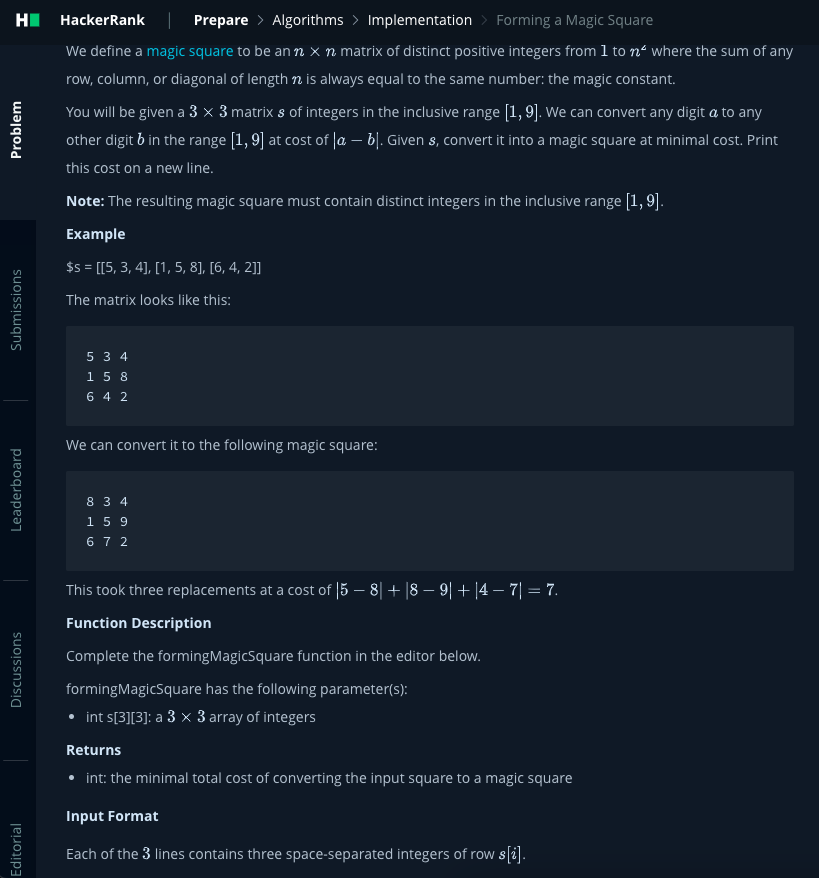 HackerRank | Prepare > Algorithms > Implementation > Forming a Magic Square
We define a magic square to be an n × n matrix of distinct positive integers from 1 to n² where the sum of any
row, column, or diagonal of length n is always equal to the same number: the magic constant.
You will be given a 3 × 3 matrix s of integers in the inclusive range [1, 9]. We can convert any digit a to any
other digit b in the range [1, 9] at cost of |a − b|. Given s, convert it into a magic square at minimal cost. Print
this cost on a new line.
Note: The resulting magic square must contain distinct integers in the inclusive range [1, 9].
Example
$s = [[5, 3, 4], [1, 5, 8], [6, 4, 2]]
The matrix looks like this:
5 3 4
1 5 8
6 4 2
We can convert it to the following magic square:
8 3 4
1 5 9
6 7 2
This took three replacements at a cost of |5 − 8| + |8 − 9| + |4 − 7| = 7.
Function Description
Complete the formingMagicSquare function in the editor below.
formingMagicSquare has the following parameter(s):
• int s[3][3]: a 3 × 3 array of integers
Returns
• int: the minimal total cost of converting the input square to a magic square
Input Format
Each of the 3 lines contains three space-separated integers of row s[i].
Problem
Submissions
Leaderboard
Discussions
Editorial